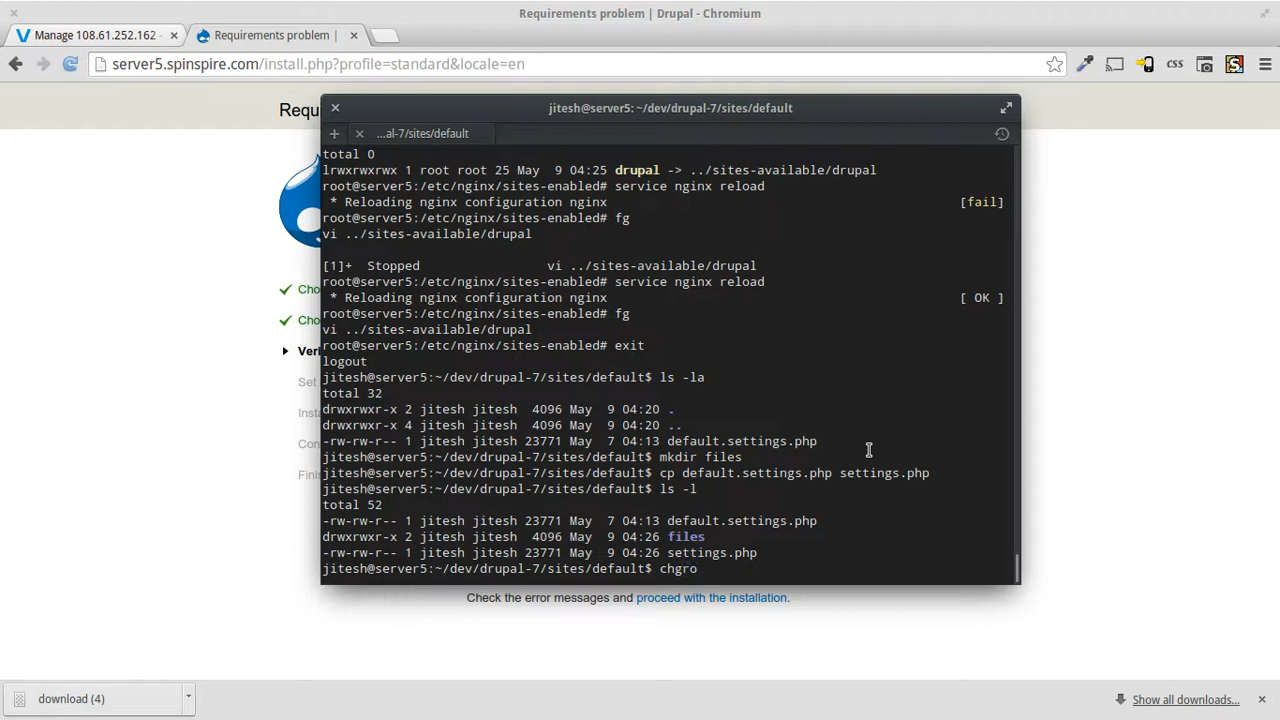 Requirements problem | Drupal - Chromium
Manage 108.61.252.162
Requirements problem |
server5.spinspire.com/install.php?profile=standard&locale=en
css
S
Requ
jitesh@server5: ~/dev/drupal-7/sites/default
...al-7/sites/default
total 0
lrwxrwxrwx 1 root root 25 May  9 04:25 drupal -> ../sites-available/drupal
root@server5:/etc/nginx/sites-enabled# service nginx reload
* Reloading nginx configuration nginx [fail]
root@server5:/etc/nginx/sites-enabled# fg
vi ../sites-available/drupal
[1]+  Stopped                 vi ../sites-available/drupal
root@server5:/etc/nginx/sites-enabled# service nginx reload
* Reloading nginx configuration nginx [ OK ]
root@server5:/etc/nginx/sites-enabled# fg
vi ../sites-available/drupal
root@server5:/etc/nginx/sites-enabled# exit
logout
jitesh@server5:~/dev/drupal-7/sites/default$ ls -la
total 32
drwxrwxr-x 2 jitesh jitesh  4096 May  9 04:20 .
drwxrwxr-x 4 jitesh jitesh  4096 May  9 04:20 ..
-rw-rw-r-- 1 jitesh jitesh 23771 May  7 04:13 default.settings.php
jitesh@server5:~/dev/drupal-7/sites/default$ mkdir files
jitesh@server5:~/dev/drupal-7/sites/default$ cp default.settings.php settings.php
jitesh@server5:~/dev/drupal-7/sites/default$ ls -l
total 52
-rw-rw-r-- 1 jitesh jitesh 23771 May  7 04:13 default.settings.php
drwxrwxr-x 2 jitesh jitesh  4096 May  9 04:26 files
-rw-rw-r-- 1 jitesh jitesh 23771 May  9 04:26 settings.php
jitesh@server5:~/dev/drupal-7/sites/default$ chgro
Cho
Cho
Veri
Set
Insta
Con
Finis
Check the error messages and proceed with the installation.
download (4)
Show all downloads...